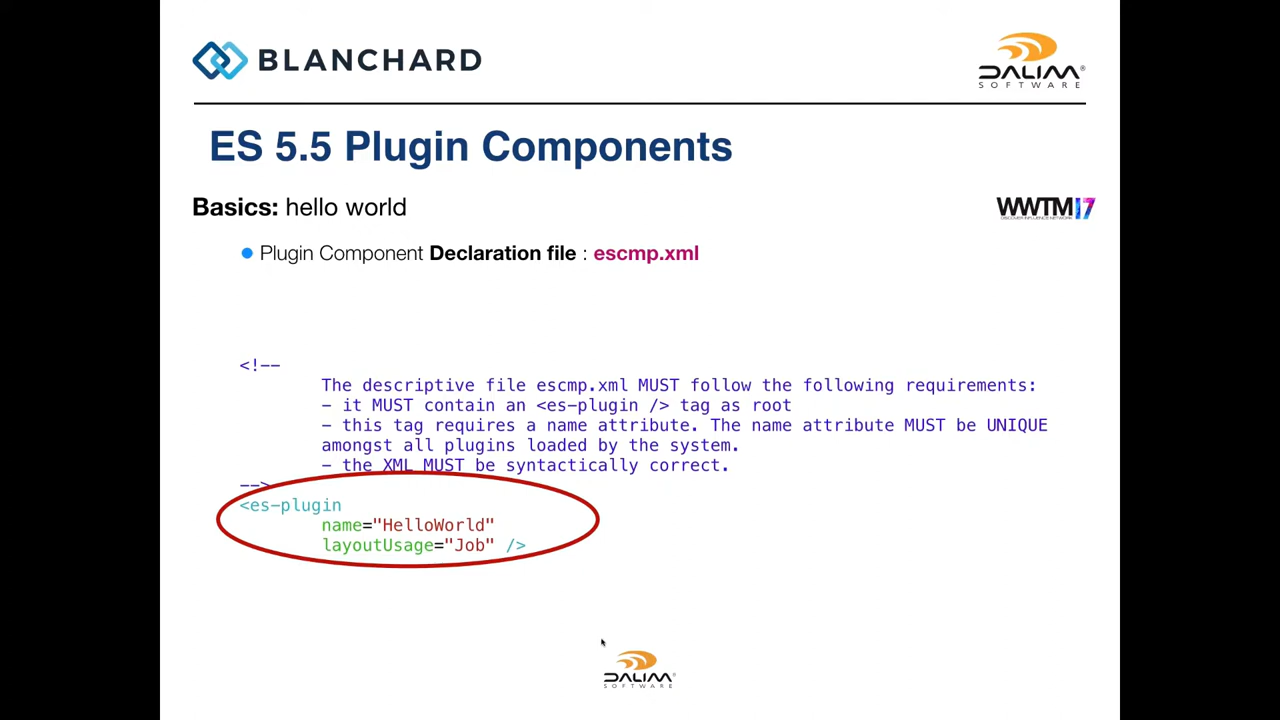 BLANCHARD
DALIM®
SOFTWARE
ES 5.5 Plugin Components
Basics: hello world
WWTM17
DISCOVER INFLUENCE NETWORK
Plugin Component Declaration file : escmp.xml
<!--
The descriptive file escmp.xml MUST follow the following requirements:
- it MUST contain an <es-plugin /> tag as root
- this tag requires a name attribute. The name attribute MUST be UNIQUE
amongst all plugins loaded by the system.
- the XML MUST be syntactically correct.
-->
<es-plugin
name="HelloWorld"
layoutUsage="Job" />
DALIM®
SOFTWARE